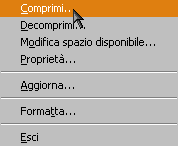 Comprimi...
Decomprimi...
Modifica spazio disponibile...
Proprietà...
Aggiorna...
Formatta...
Esci